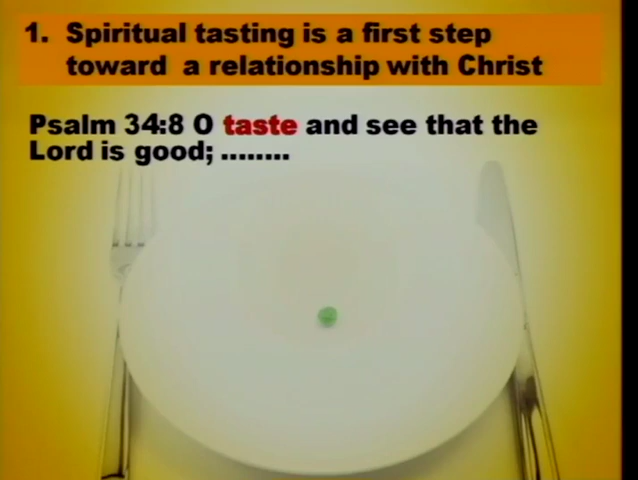 1. Spiritual tasting is a first step
toward a relationship with Christ
Psalm 34:8 O taste and see that the
Lord is good; ........